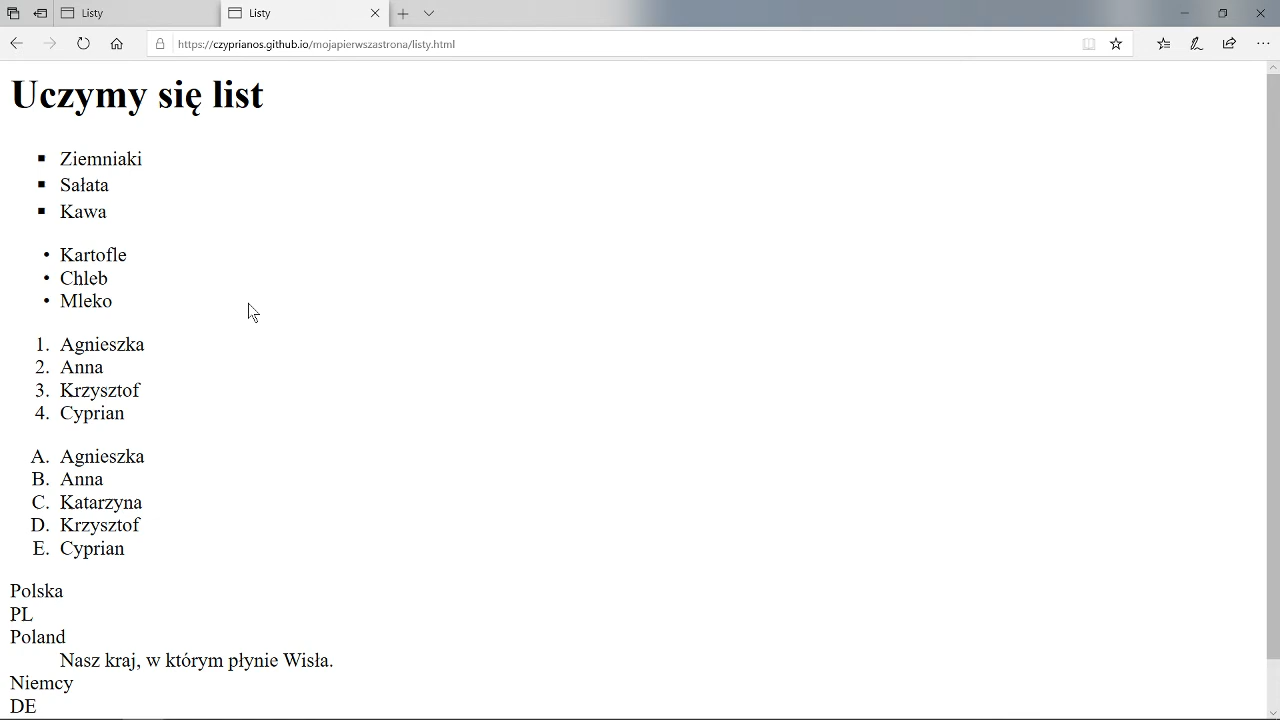 Listy
Listy
https://czyprianos.github.io/mojapierwszastrona/listy.html
Uczymy się list
▪ Ziemniaki
▪ Sałata
▪ Kawa
• Kartofle
• Chleb
• Mleko
1. Agnieszka
2. Anna
3. Krzysztof
4. Cyprian
A. Agnieszka
B. Anna
C. Katarzyna
D. Krzysztof
E. Cyprian
Polska
PL
Poland
Nasz kraj, w którym płynie Wisła.
Niemcy
DE